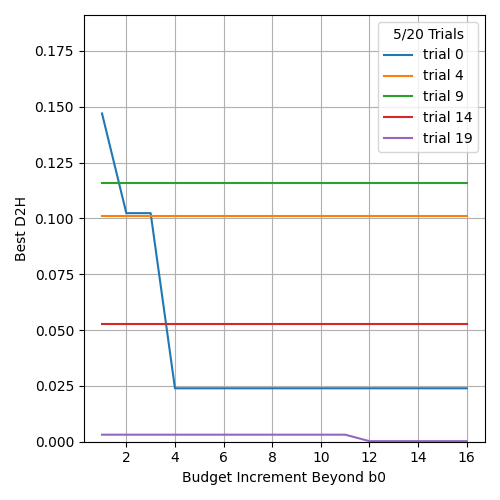 5/20 Trials
trial 0
trial 4
trial 9
trial 14
trial 19
Best D2H
0.175
0.150
0.125
0.100
0.075
0.050
0.025
0.000
2 4 6 8 10 12 14 16
Budget Increment Beyond b0